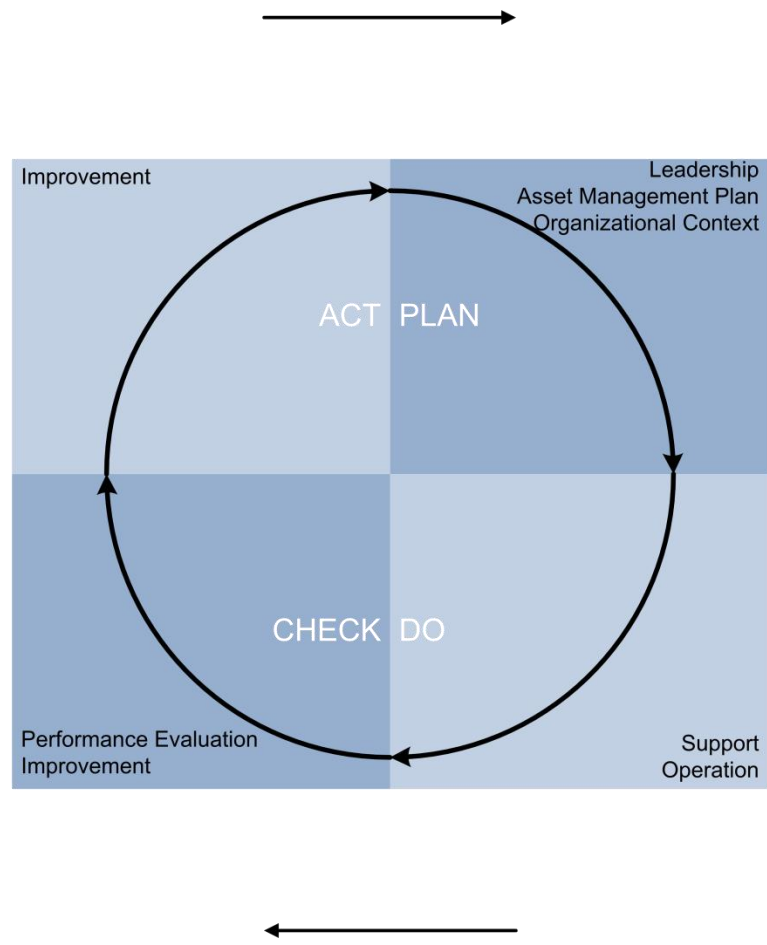 Improvement
Leadership
Asset Management Plan
Organizational Context
ACT PLAN
CHECK DO
Performance Evaluation
Improvement
Support
Operation